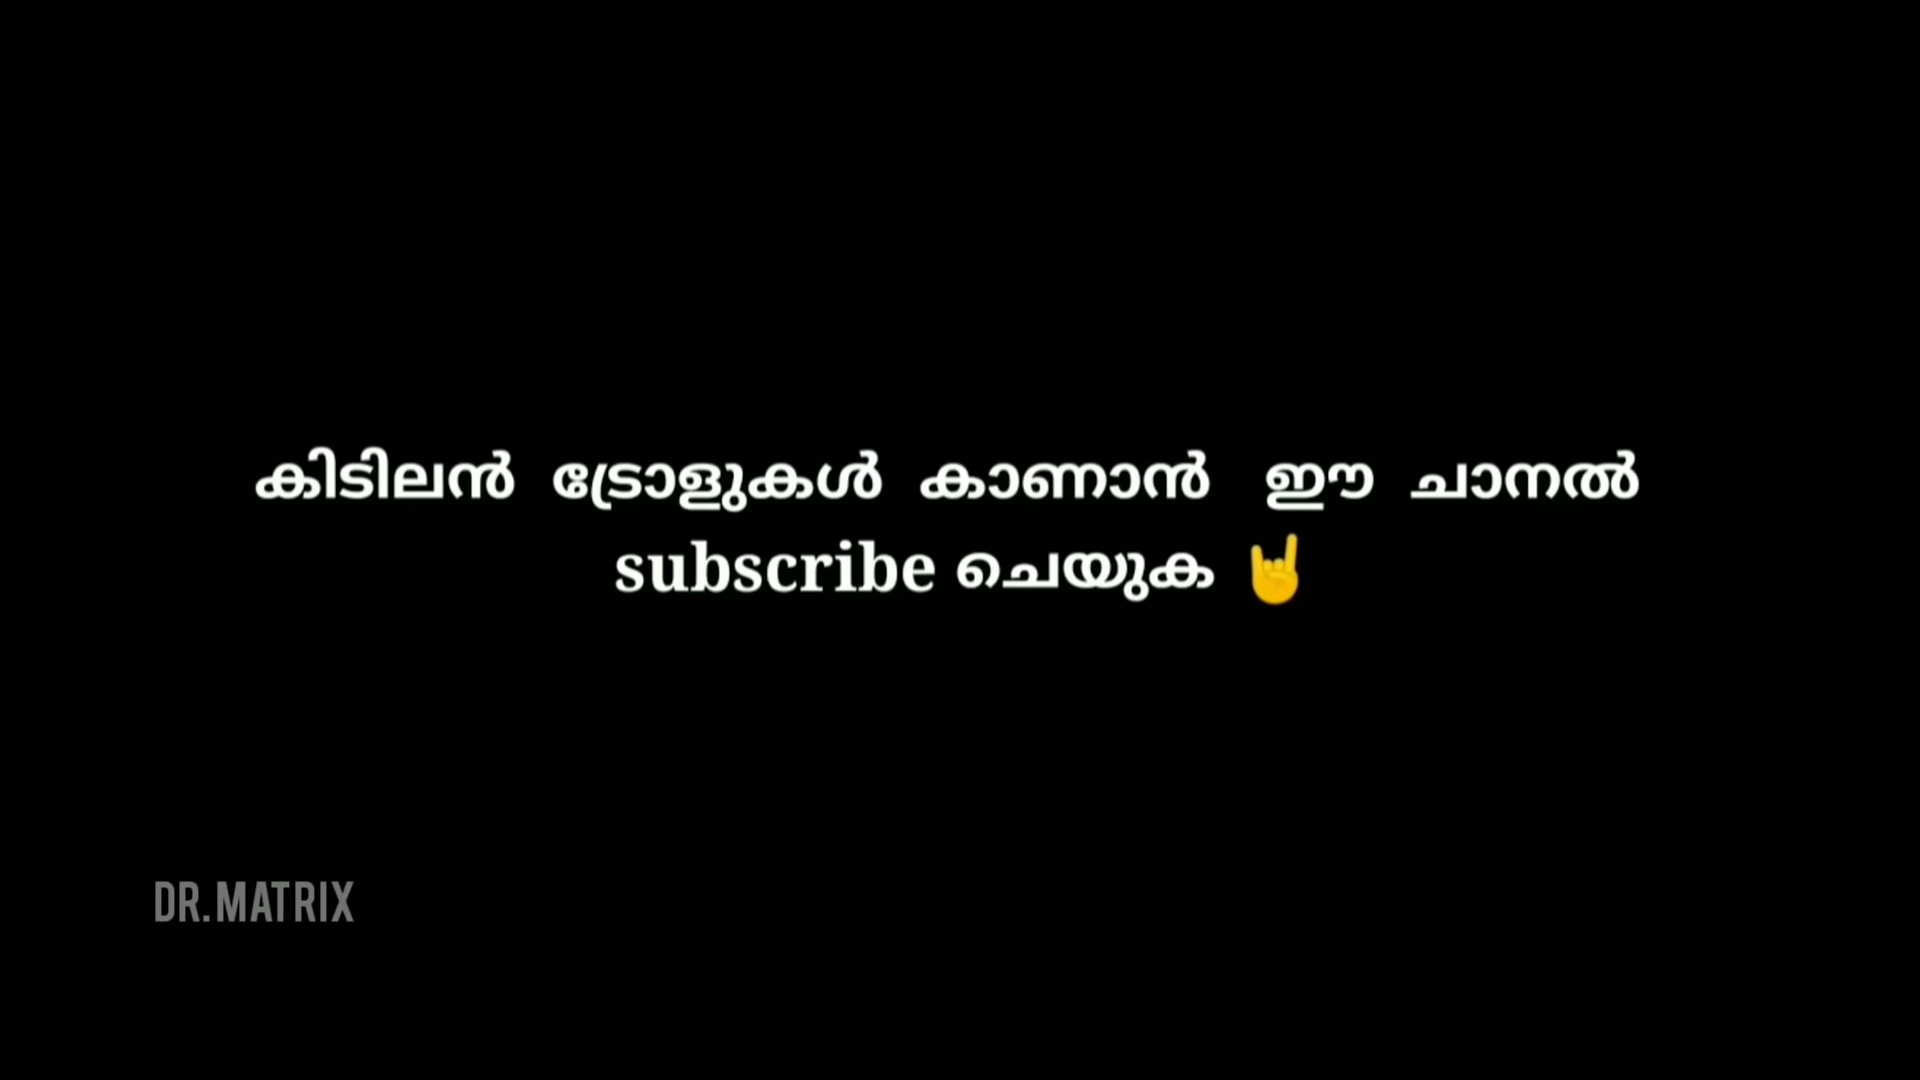 കിടിലൻ ട്രോളുകൾ കാണാൻ ഈ ചാനൽ
subscribe ചെയുക 🤘
DR.MATRIX